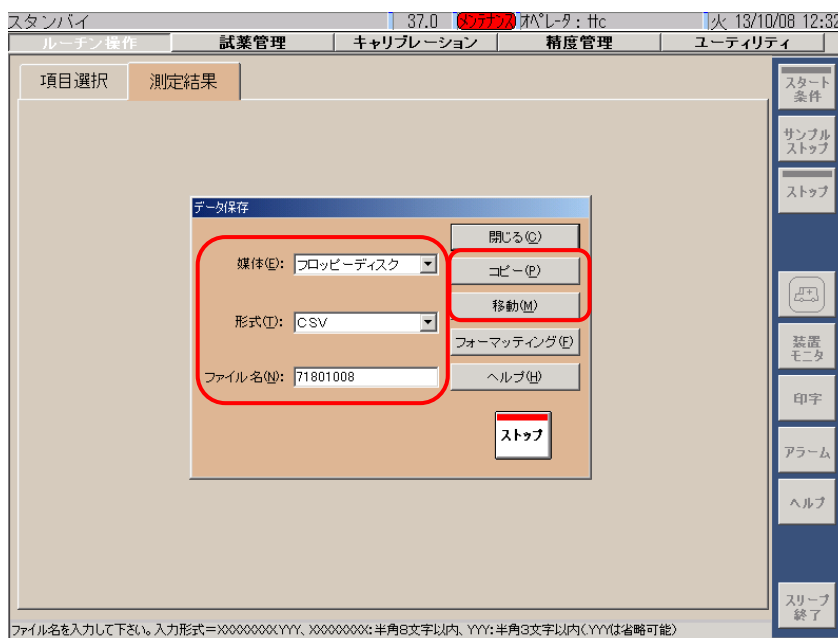 スタンバイ 37.0 メンテナンス オペレータ : ttc 火 13/10/08 12:32
ルーチン操作 試薬管理 キャリブレーション 精度管理 ユーティリティ
項目選択 測定結果
スタート
条件
サンプル
ストップ
ストップ
データ保存
閉じる(C)
媒体(E): フロッピーディスク
コピー(P)
移動(M)
形式(T): CSV
フォーマッティング(F)
ファイル名(N): 71801008
ヘルプ(H)
ストップ
装置
モニタ
印字
アラーム
ヘルプ
スリープ
終了
ファイル名を入力して下さい。入力形式=XXXXXXXX.YYY、XXXXXXXX:半角8文字以内、YYY:半角3文字以内(.YYYは省略可能)